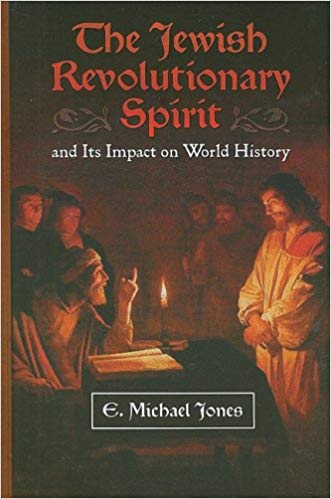 The Jewish
Revolutionary
Spirit
and Its Impact on World History
E. Michael Jones